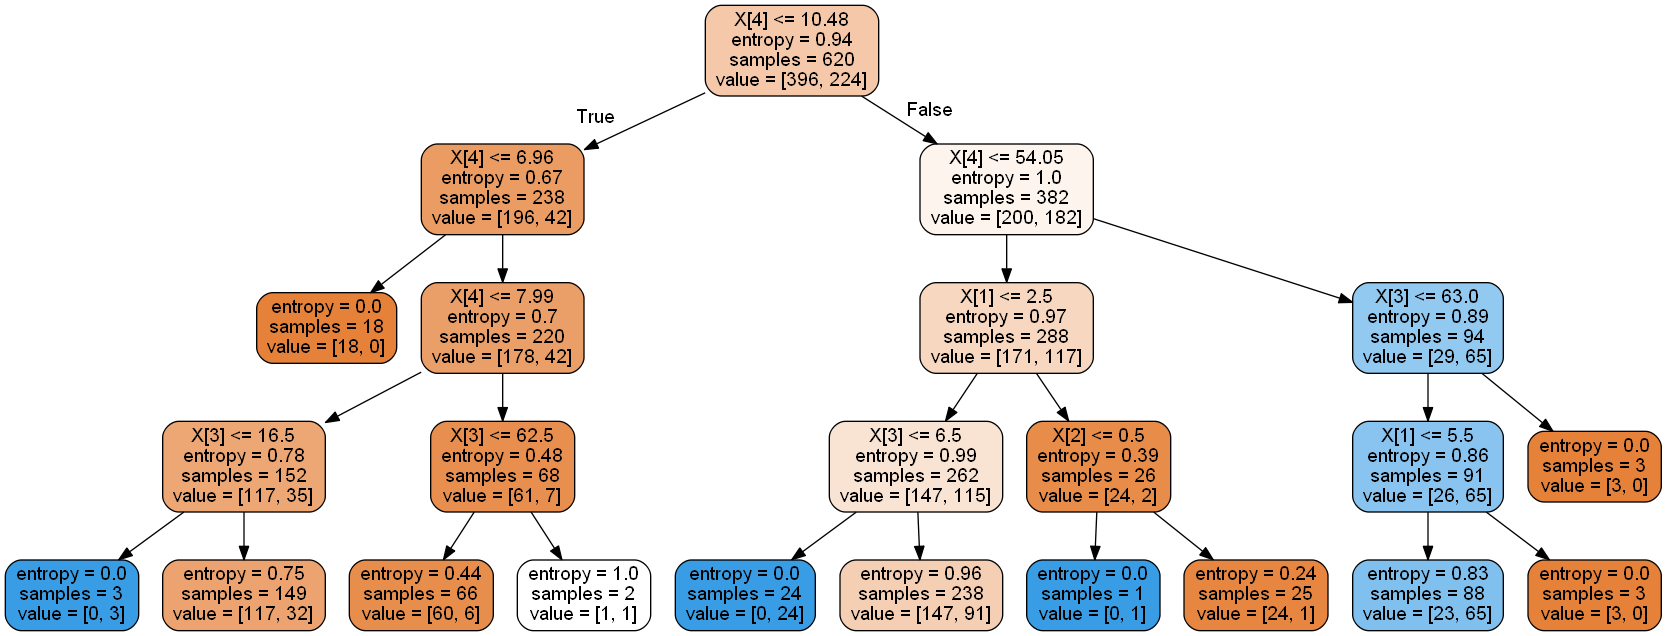 X[4] <= 10.48
entropy = 0.94
samples = 620
value = [396, 224]
True
False
X[4] <= 6.96
entropy = 0.67
samples = 238
value = [196, 42]
X[4] <= 54.05
entropy = 1.0
samples = 382
value = [200, 182]
entropy = 0.0
samples = 18
value = [18, 0]
X[4] <= 7.99
entropy = 0.7
samples = 220
value = [178, 42]
X[1] <= 2.5
entropy = 0.97
samples = 288
value = [171, 117]
X[3] <= 63.0
entropy = 0.89
samples = 94
value = [29, 65]
X[3] <= 16.5
entropy = 0.78
samples = 152
value = [117, 35]
X[3] <= 62.5
entropy = 0.48
samples = 68
value = [61, 7]
X[3] <= 6.5
entropy = 0.99
samples = 262
value = [147, 115]
X[2] <= 0.5
entropy = 0.39
samples = 26
value = [24, 2]
X[1] <= 5.5
entropy = 0.86
samples = 91
value = [26, 65]
entropy = 0.0
samples = 3
value = [3, 0]
entropy = 0.0
samples = 3
value = [0, 3]
entropy = 0.75
samples = 149
value = [117, 32]
entropy = 0.44
samples = 66
value = [60, 6]
entropy = 1.0
samples = 2
value = [1, 1]
entropy = 0.0
samples = 24
value = [0, 24]
entropy = 0.96
samples = 238
value = [147, 91]
entropy = 0.0
samples = 1
value = [0, 1]
entropy = 0.24
samples = 25
value = [24, 1]
entropy = 0.83
samples = 88
value = [23, 65]
entropy = 0.0
samples = 3
value = [3, 0]